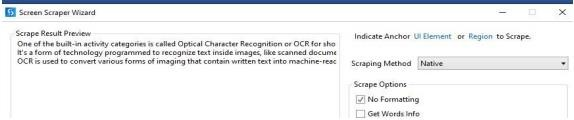 Screen Scraper Wizard
Scrape Result Preview
One of the built-in activity categories is called Optical Character Recognition or OCR for sho
It's a form of technology programmed to recognize text inside images, like scanned docume
OCR is used to convert various forms of imaging that contain written text into machine-reac
Indicate Anchor UI Element or Region to Scrape.
Scraping Method Native
Scrape Options
No Formatting
Get Words Info